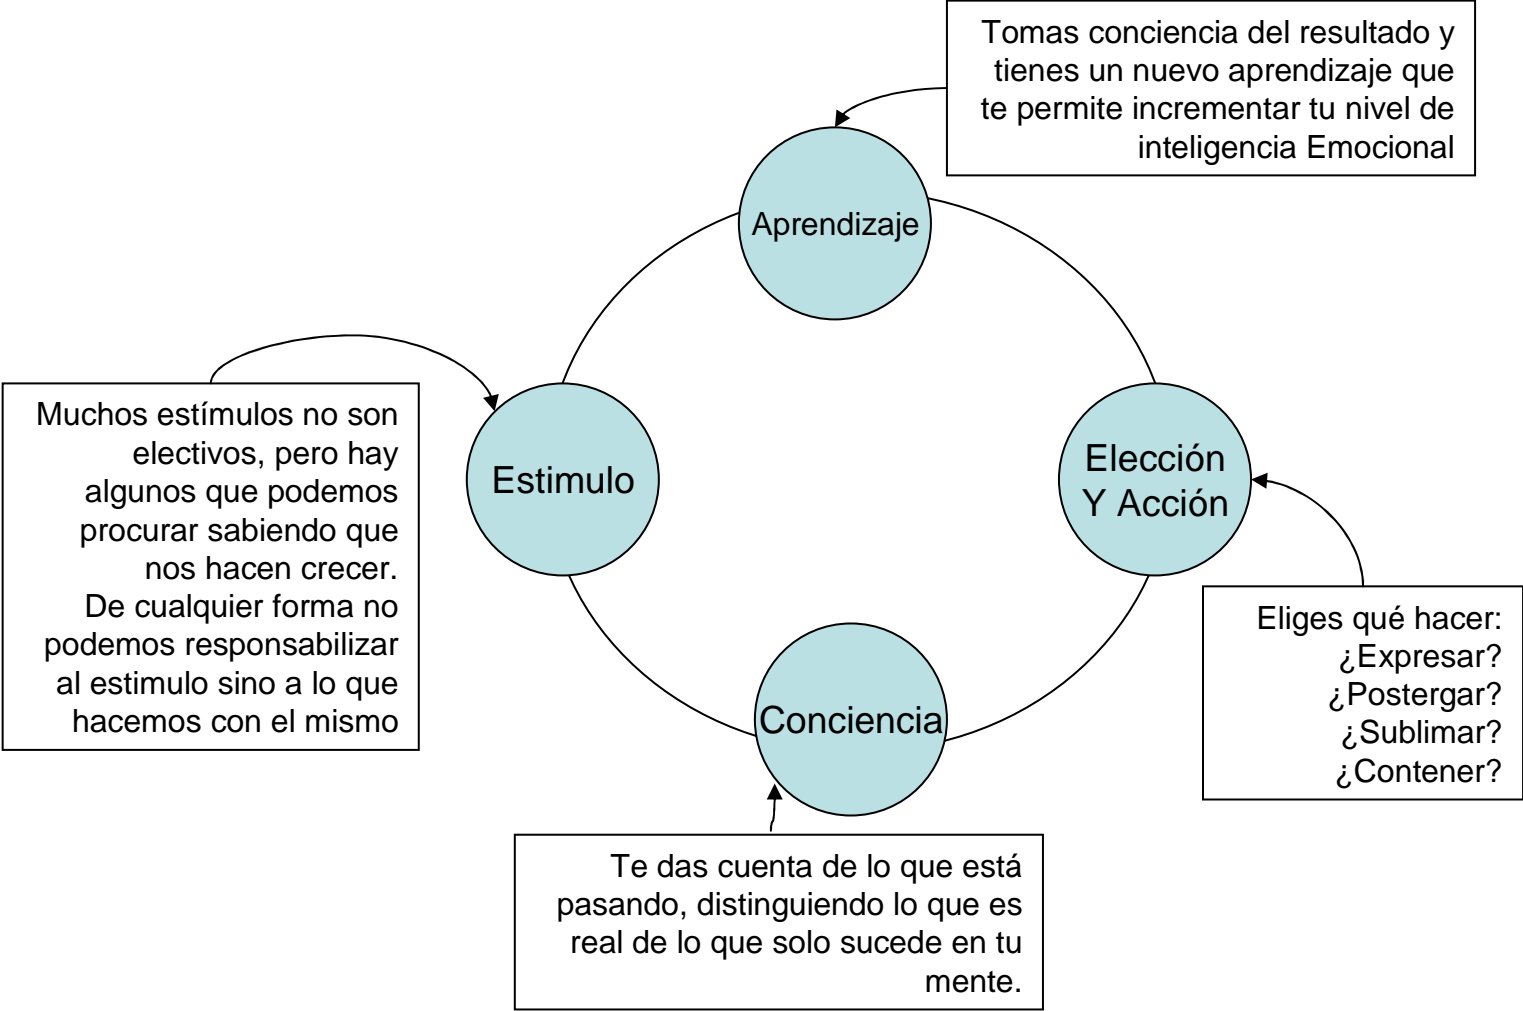 Tomas conciencia del resultado y
tienes un nuevo aprendizaje que
te permite incrementar tu nivel de
inteligencia Emocional
Aprendizaje
Muchos estímulos no son
electivos, pero hay
algunos que podemos
procurar sabiendo que
nos hacen crecer.
De cualquier forma no
podemos responsabilizar
al estimulo sino a lo que
hacemos con el mismo
Estimulo
Elección
Y Acción
Eliges qué hacer:
¿Expresar?
¿Postergar?
¿Sublimar?
¿Contener?
Conciencia
Te das cuenta de lo que está
pasando, distinguiendo lo que es
real de lo que solo sucede en tu
mente.